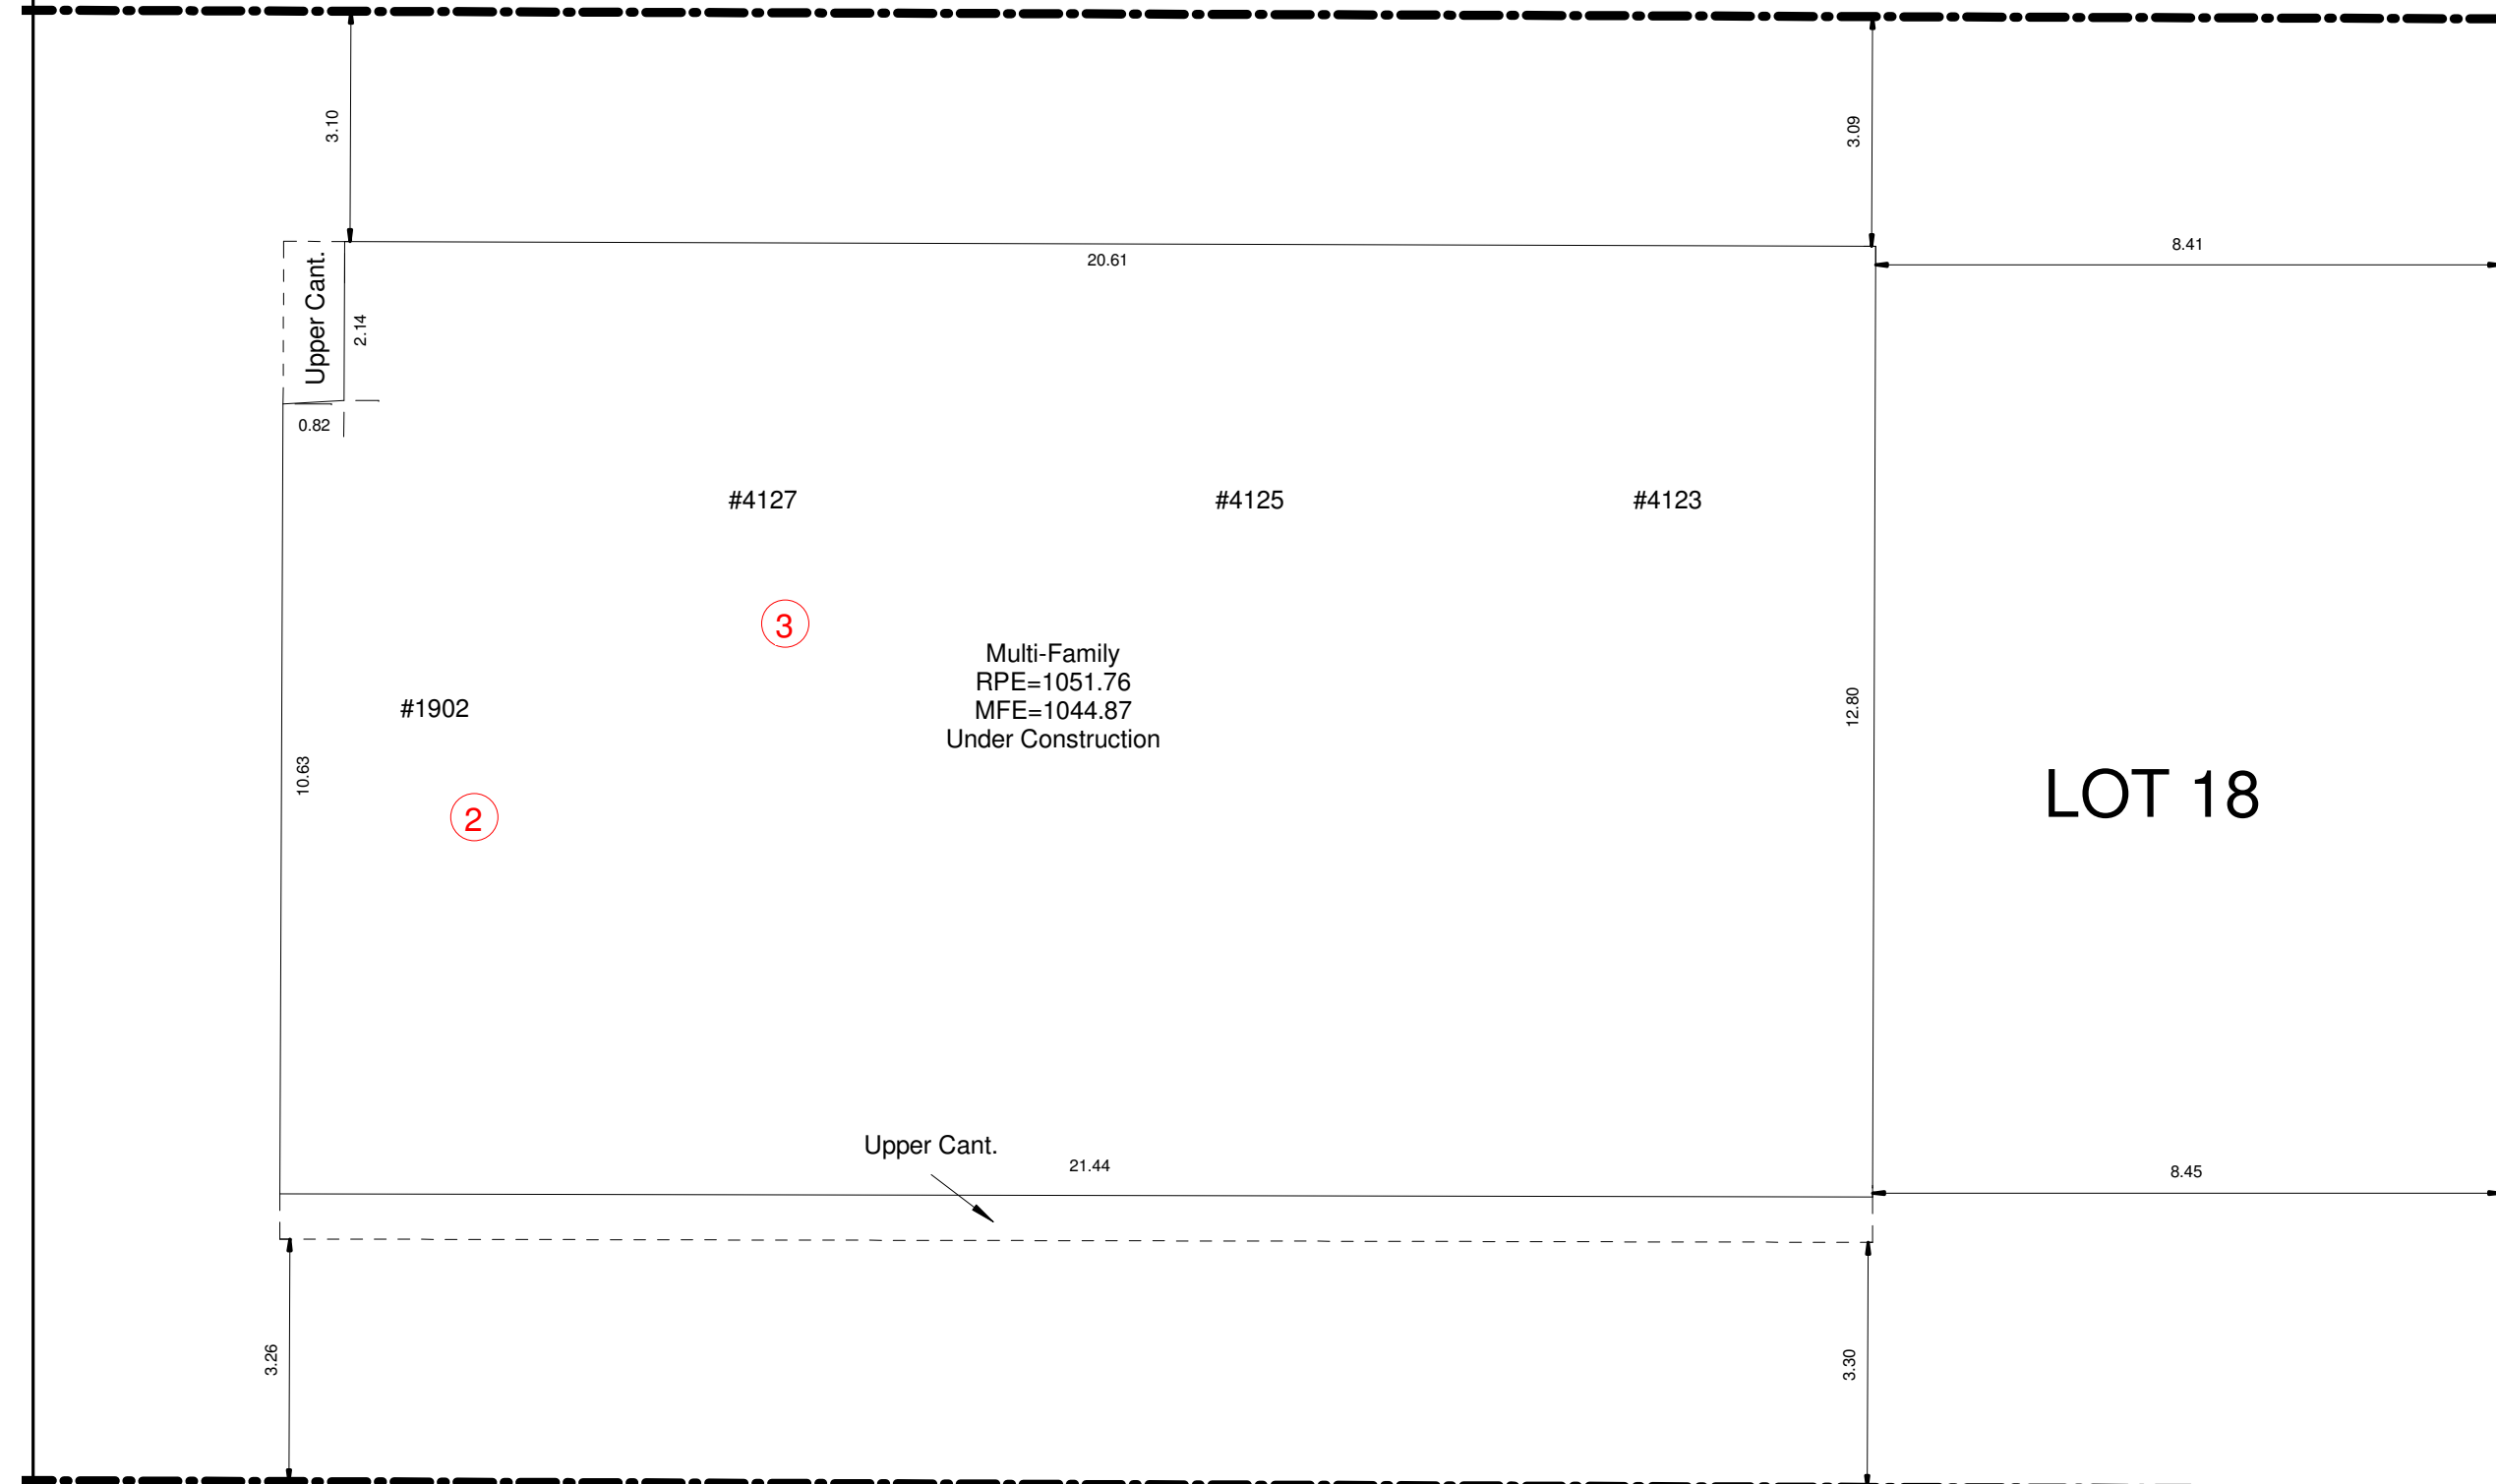 3.10
3.09
8.41
20.61
Upper Cant.
2.14
0.82
#4127
#4125
#4123
3
Multi-Family
RPE=1051.76
MFE=1044.87
Under Construction
#1902
12.80
10.63
2
LOT 18
Upper Cant.
21.44
8.45
3.26
3.30